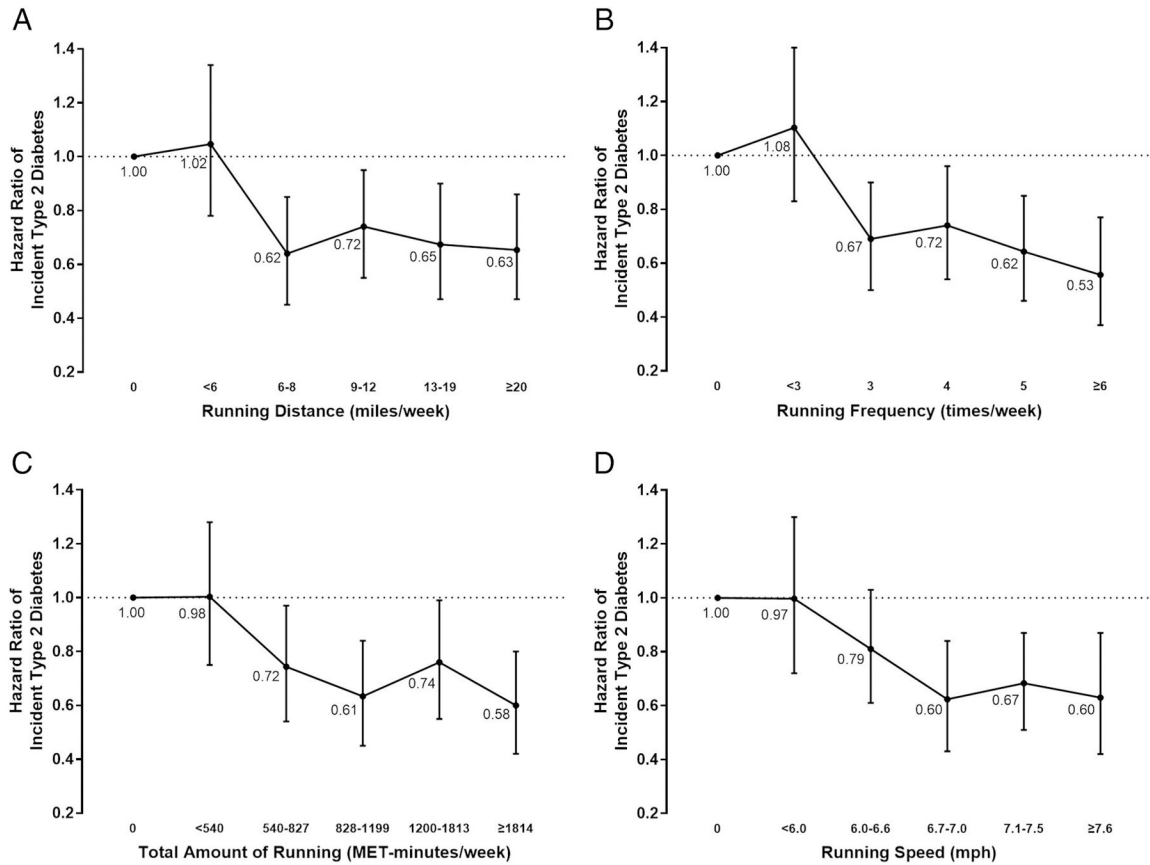 A
Hazard Ratio of
Incident Type 2 Diabetes
1.4
1.2
1.0
0.8
0.6
0.4
0.2
1.00
1.02
0.62
0.72
0.65
0.63
0 <6 6-8 9-12 13-19 ≥20
Running Distance (miles/week)
B
Hazard Ratio of
Incident Type 2 Diabetes
1.4
1.2
1.0
0.8
0.6
0.4
0.2
1.00
1.08
0.67
0.72
0.62
0.53
0 <3 3 4 5 ≥6
Running Frequency (times/week)
C
Hazard Ratio of
Incident Type 2 Diabetes
1.4
1.2
1.0
0.8
0.6
0.4
0.2
1.00
0.98
0.72
0.61
0.74
0.58
0 <540 540-827 828-1199 1200-1813 ≥1814
Total Amount of Running (MET-minutes/week)
D
Hazard Ratio of
Incident Type 2 Diabetes
1.4
1.2
1.0
0.8
0.6
0.4
0.2
1.00
0.97
0.79
0.60
0.67
0.60
0 <6.0 6.0-6.6 6.7-7.0 7.1-7.5 ≥7.6
Running Speed (mph)